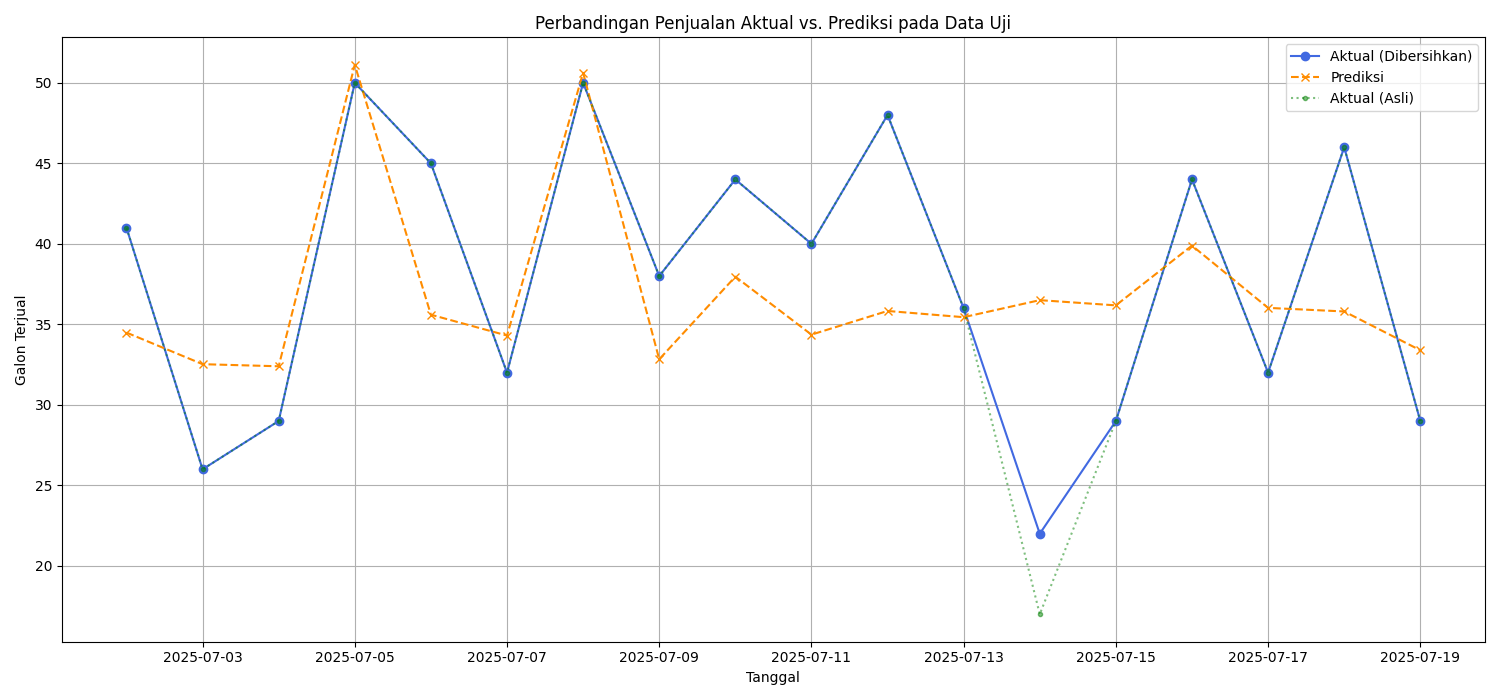 Perbandingan Penjualan Aktual vs. Prediksi pada Data Uji
Aktual (Dibersihkan)
Prediksi
Aktual (Asli)
Galon Terjual
50
45
40
35
30
25
20
2025-07-03
2025-07-05
2025-07-07
2025-07-09
2025-07-11
2025-07-13
2025-07-15
2025-07-17
2025-07-19
Tanggal